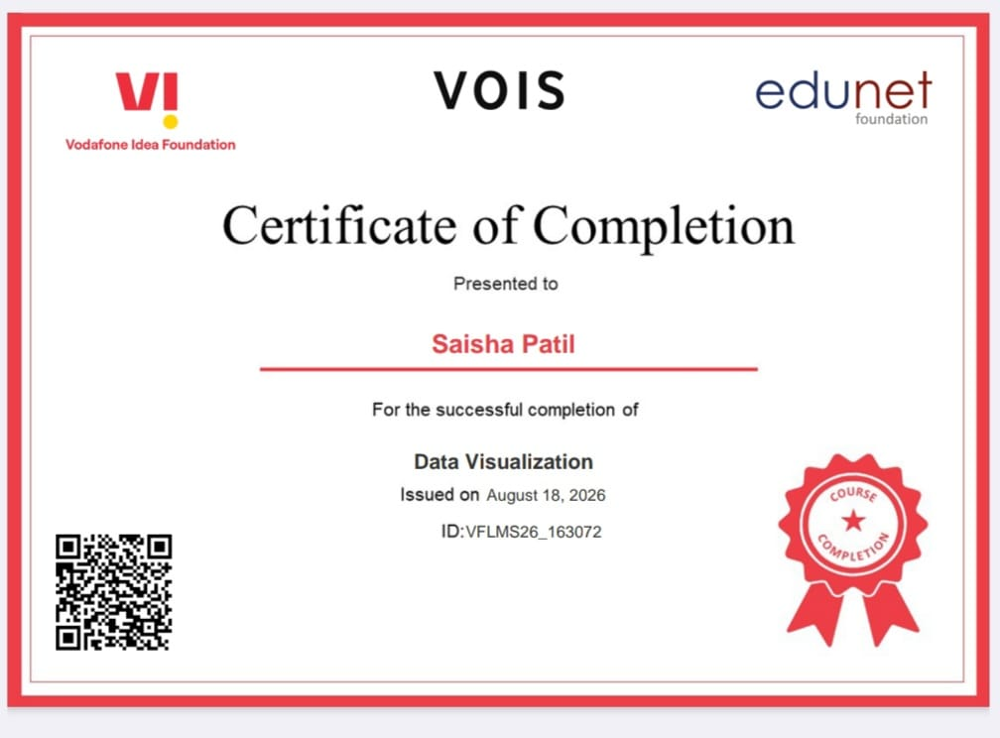 VI
Vodafone Idea Foundation
VOIS
edunet
foundation
Certificate of Completion
Presented to
Saisha Patil
For the successful completion of
Data Visualization
Issued on August 18, 2026
ID:VFLMS26_163072
COURSE
COMPLETION